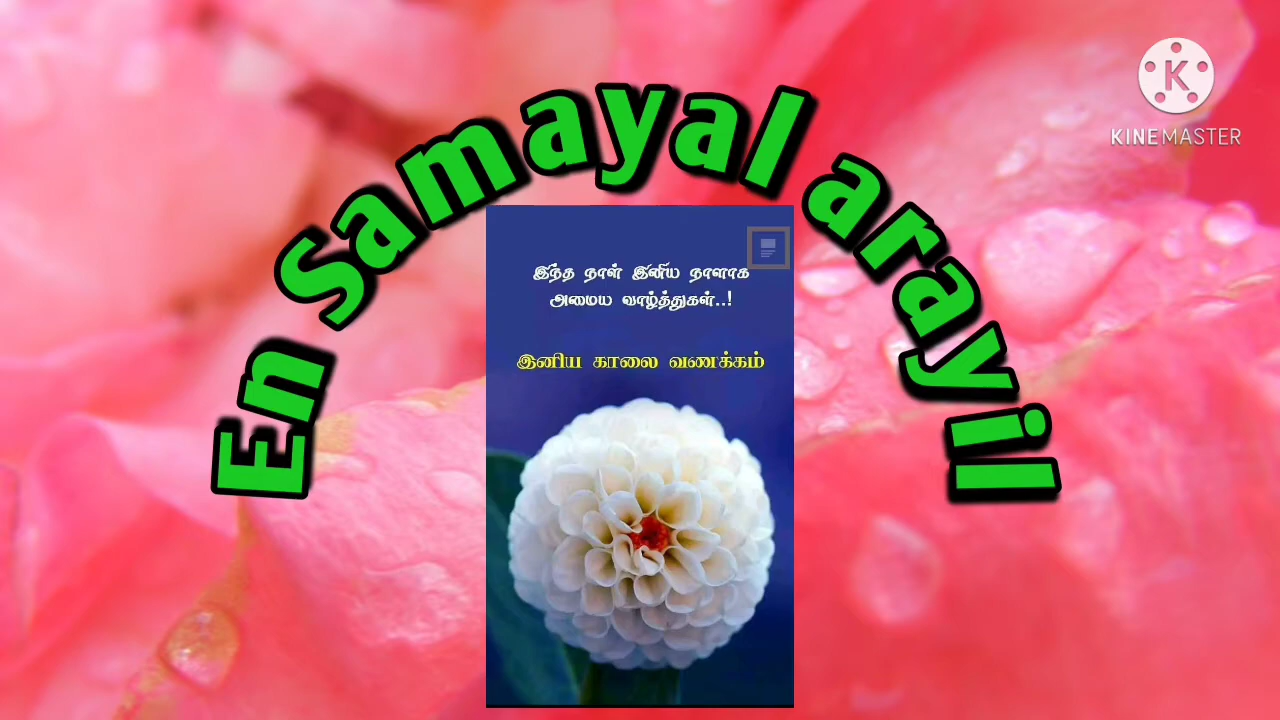 En Samayal arayil
KINEMASTER
இந்த நாள் இனிய நாளாக
அமைய வாழ்த்துகள்..!
இனிய காலை வணக்கம்